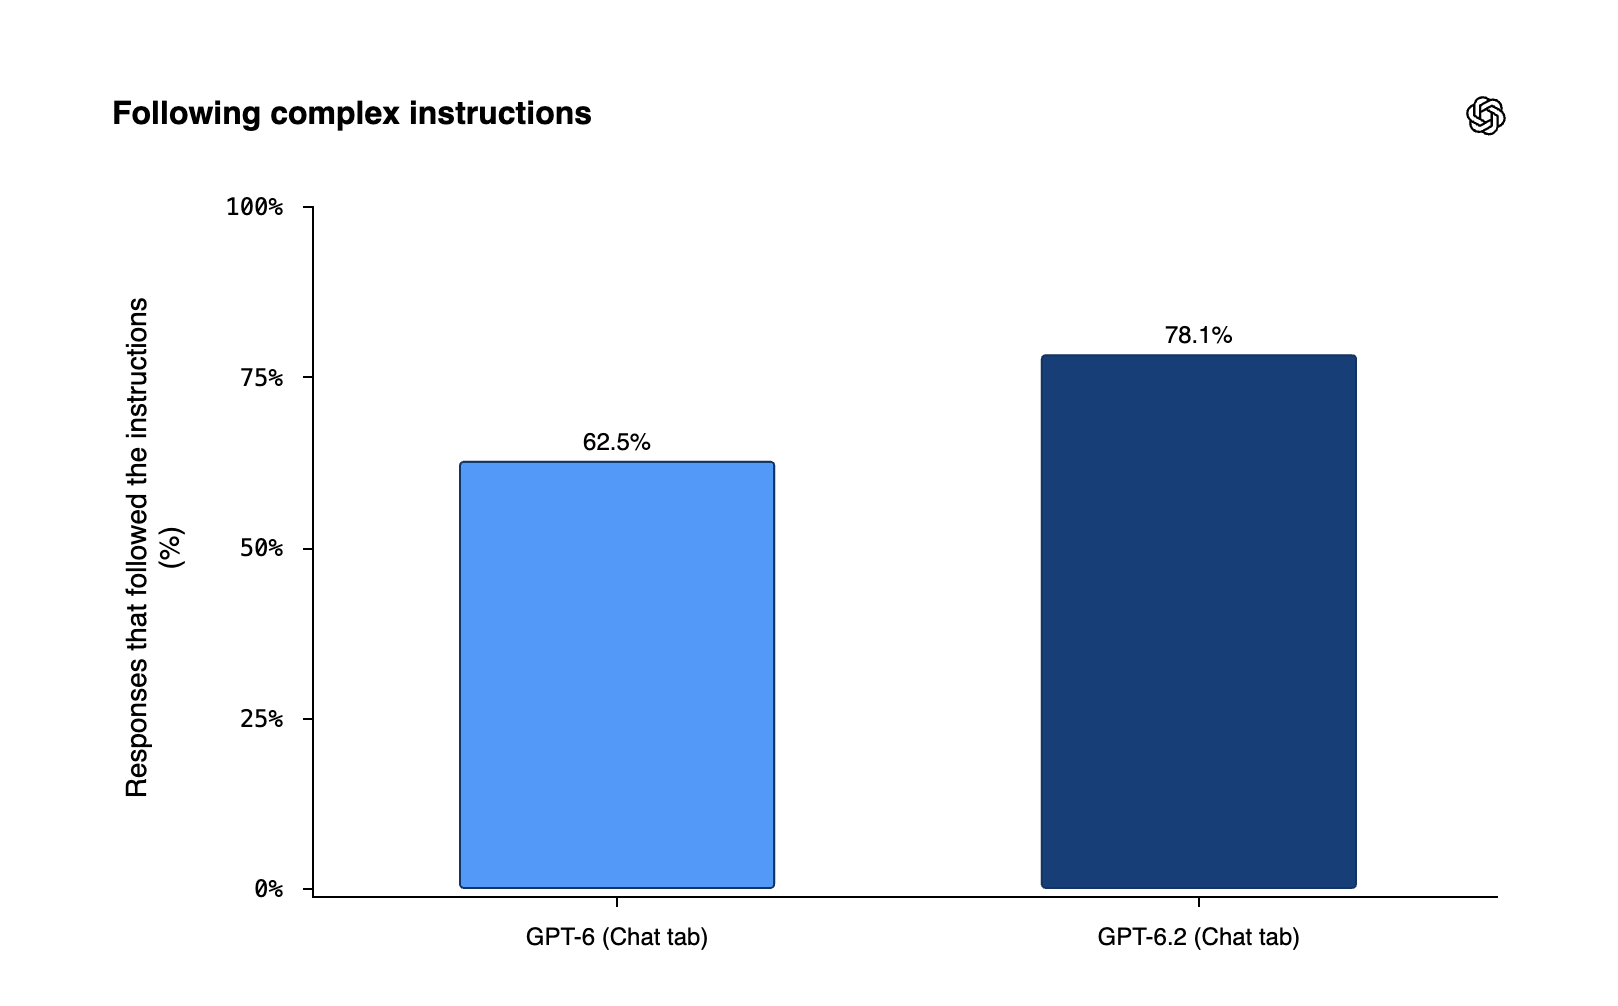 Following complex instructions
100%
75%
50%
25%
0%
Responses that followed the instructions
(%)
62.5%
78.1%
GPT-6 (Chat tab)
GPT-6.2 (Chat tab)